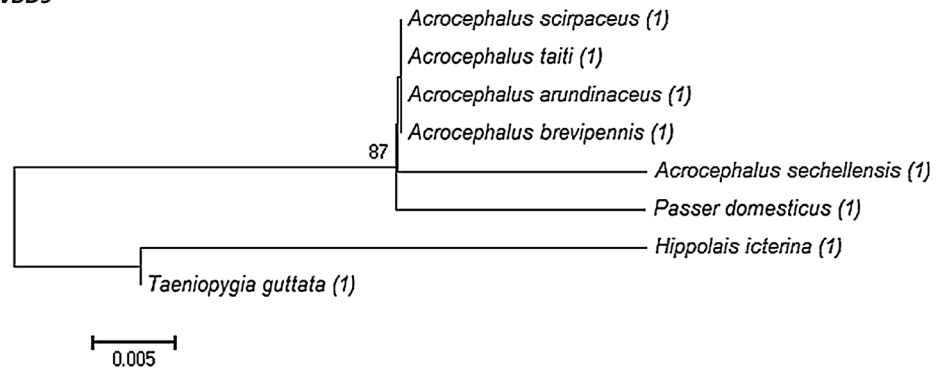 Acrocephalus scirpaceus (1)
Acrocephalus taiti (1)
Acrocephalus arundinaceus (1)
Acrocephalus brevipennis (1)
87
Acrocephalus sechellensis (1)
Passer domesticus (1)
Hippolais icterina (1)
Taeniopygia guttata (1)
0.005